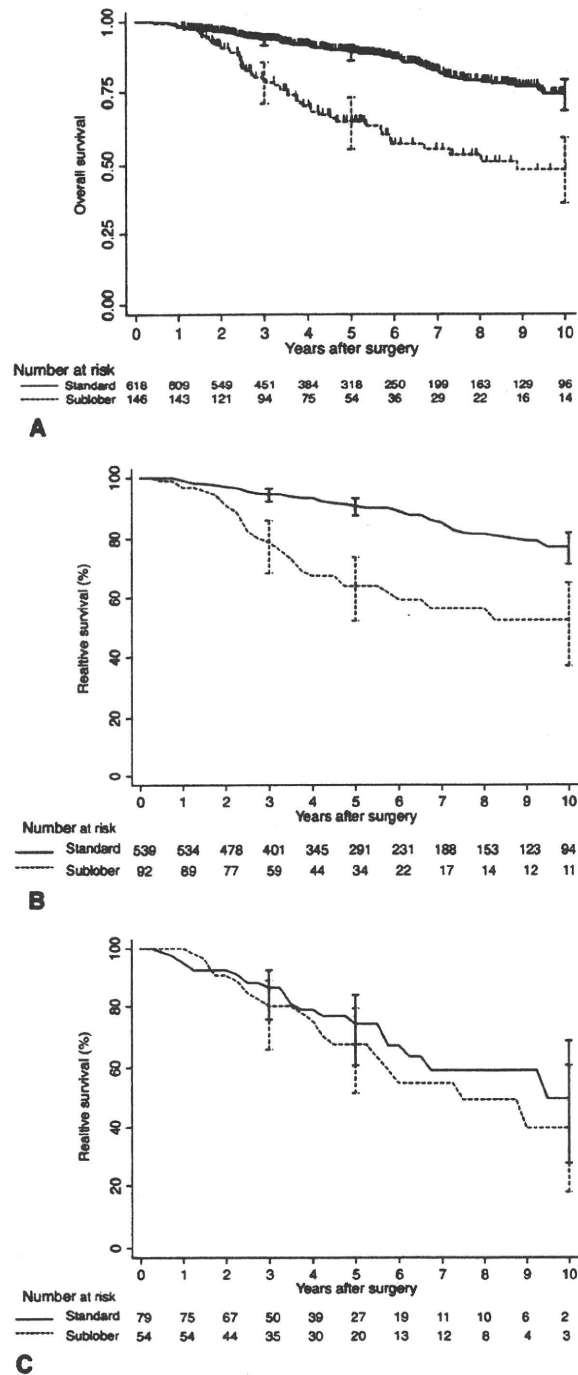 1.00
0.75
0.50
0.25
0.00
Overall survival
0 1 2 3 4 5 6 7 8 9 10
Years after surgery
Number at risk
Standard 618 609 549 451 384 318 250 199 163 129 96
Sublober 146 143 121 94 75 54 36 29 22 16 14
A
100
80
60
40
20
0
Realtive survival (%)
0 1 2 3 4 5 6 7 8 9 10
Years after surgery
Number at risk
Standard 539 534 478 401 345 291 231 188 153 123 94
Sublober 92 89 77 59 44 34 22 17 14 12 11
B
100
80
60
40
20
0
Realtive survival (%)
0 1 2 3 4 5 6 7 8 9 10
Years after surgery
Number at risk
Standard 79 75 67 50 39 27 19 11 10 6 2
Sublober 54 54 44 35 30 20 13 12 8 4 3
C